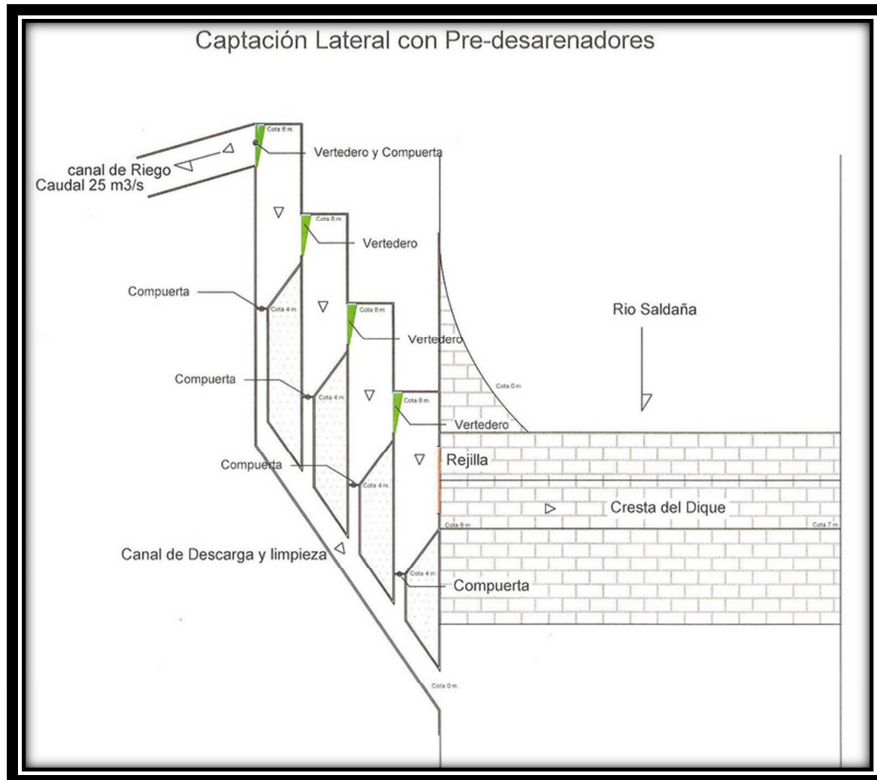 Captación Lateral con Pre-desarenadores
Cota 8 m.
Vertedero y Compuerta
canal de Riego
Caudal 25 m3/s
Cota 8 m.
Vertedero
Compuerta
Cota 4 m.
Cota 8 m.
Rio Saldaña
Vertedero
Compuerta
Cota 0 m
Cota 4 m.
Cota 8 m.
Vertedero
Rejilla
Compuerta
Cota 4 m.
Cresta del Dique
Cota 7 m.
Canal de Descarga y limpieza
Cota 4 m.
Compuerta
Cota 0 m